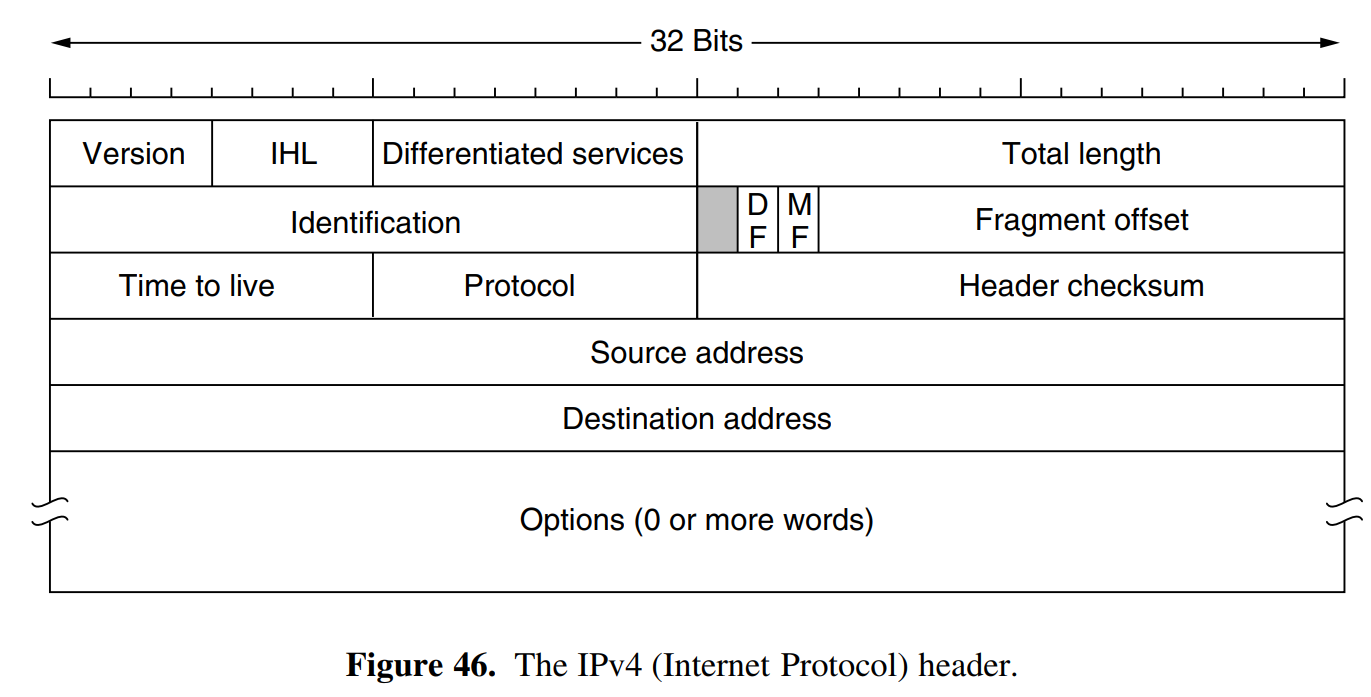 32 Bits
Version IHL Differentiated services Total length
Identification D F M F Fragment offset
Time to live Protocol Header checksum
Source address
Destination address
Options (0 or more words)
Figure 46. The IPv4 (Internet Protocol) header.